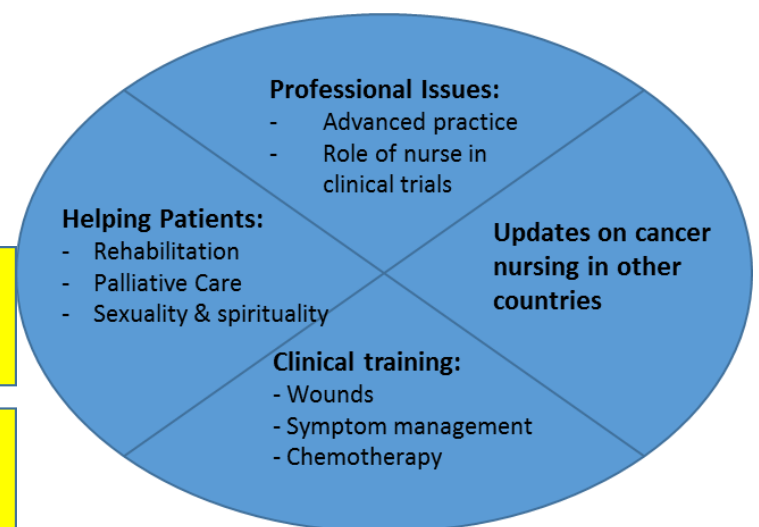 Professional Issues:
- Advanced practice
- Role of nurse in
clinical trials
Helping Patients:
- Rehabilitation
- Palliative Care
- Sexuality & spirituality
Updates on cancer
nursing in other
countries
Clinical training:
- Wounds
- Symptom management
- Chemotherapy